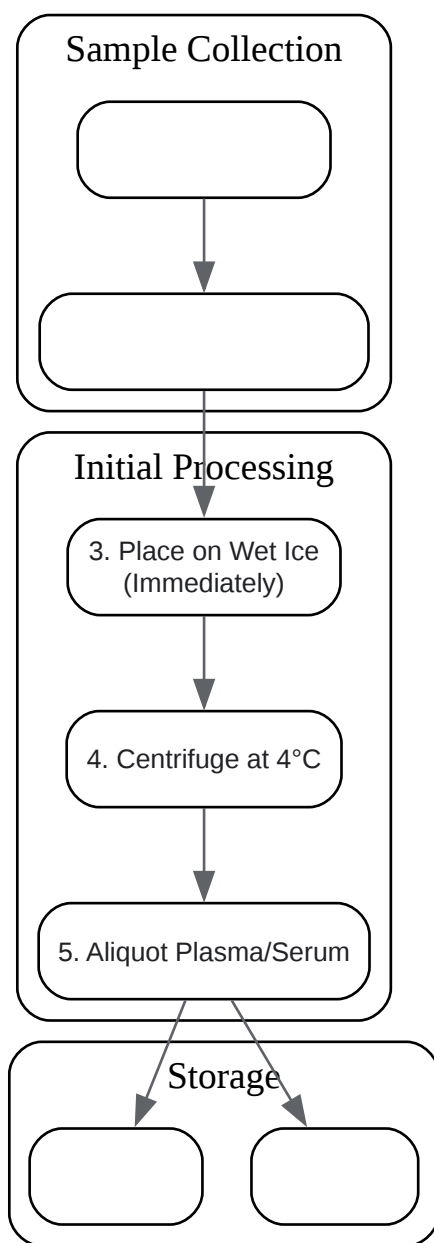 Sample Collection
Initial Processing
3. Place on Wet Ice
(Immediately)
4. Centrifuge at 4°C
5. Aliquot Plasma/Serum
Storage